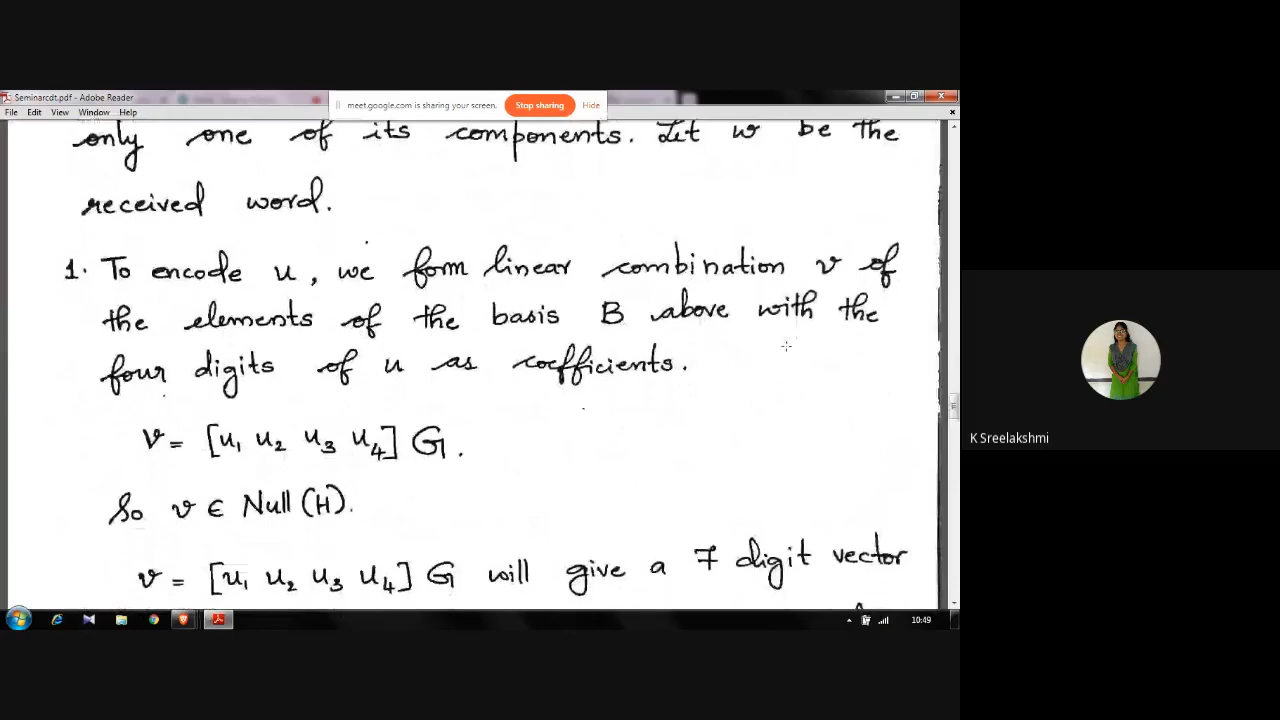 Seminarcdt.pdf - Adobe Reader
meet.google.com is sharing your screen.
Stop sharing
Hide
File Edit View Window Help
only one of its components. Let w be the
received word.
1. To encode u, we form linear combination v of
the elements of the basis B above with the
four digits of u as coefficients.
v = [u₁ u₂ u₃ u₄] G.
So v ∈ Null(H).
v = [u₁ u₂ u₃ u₄] G will give a 7 digit vector
K Sreelakshmi
10:49